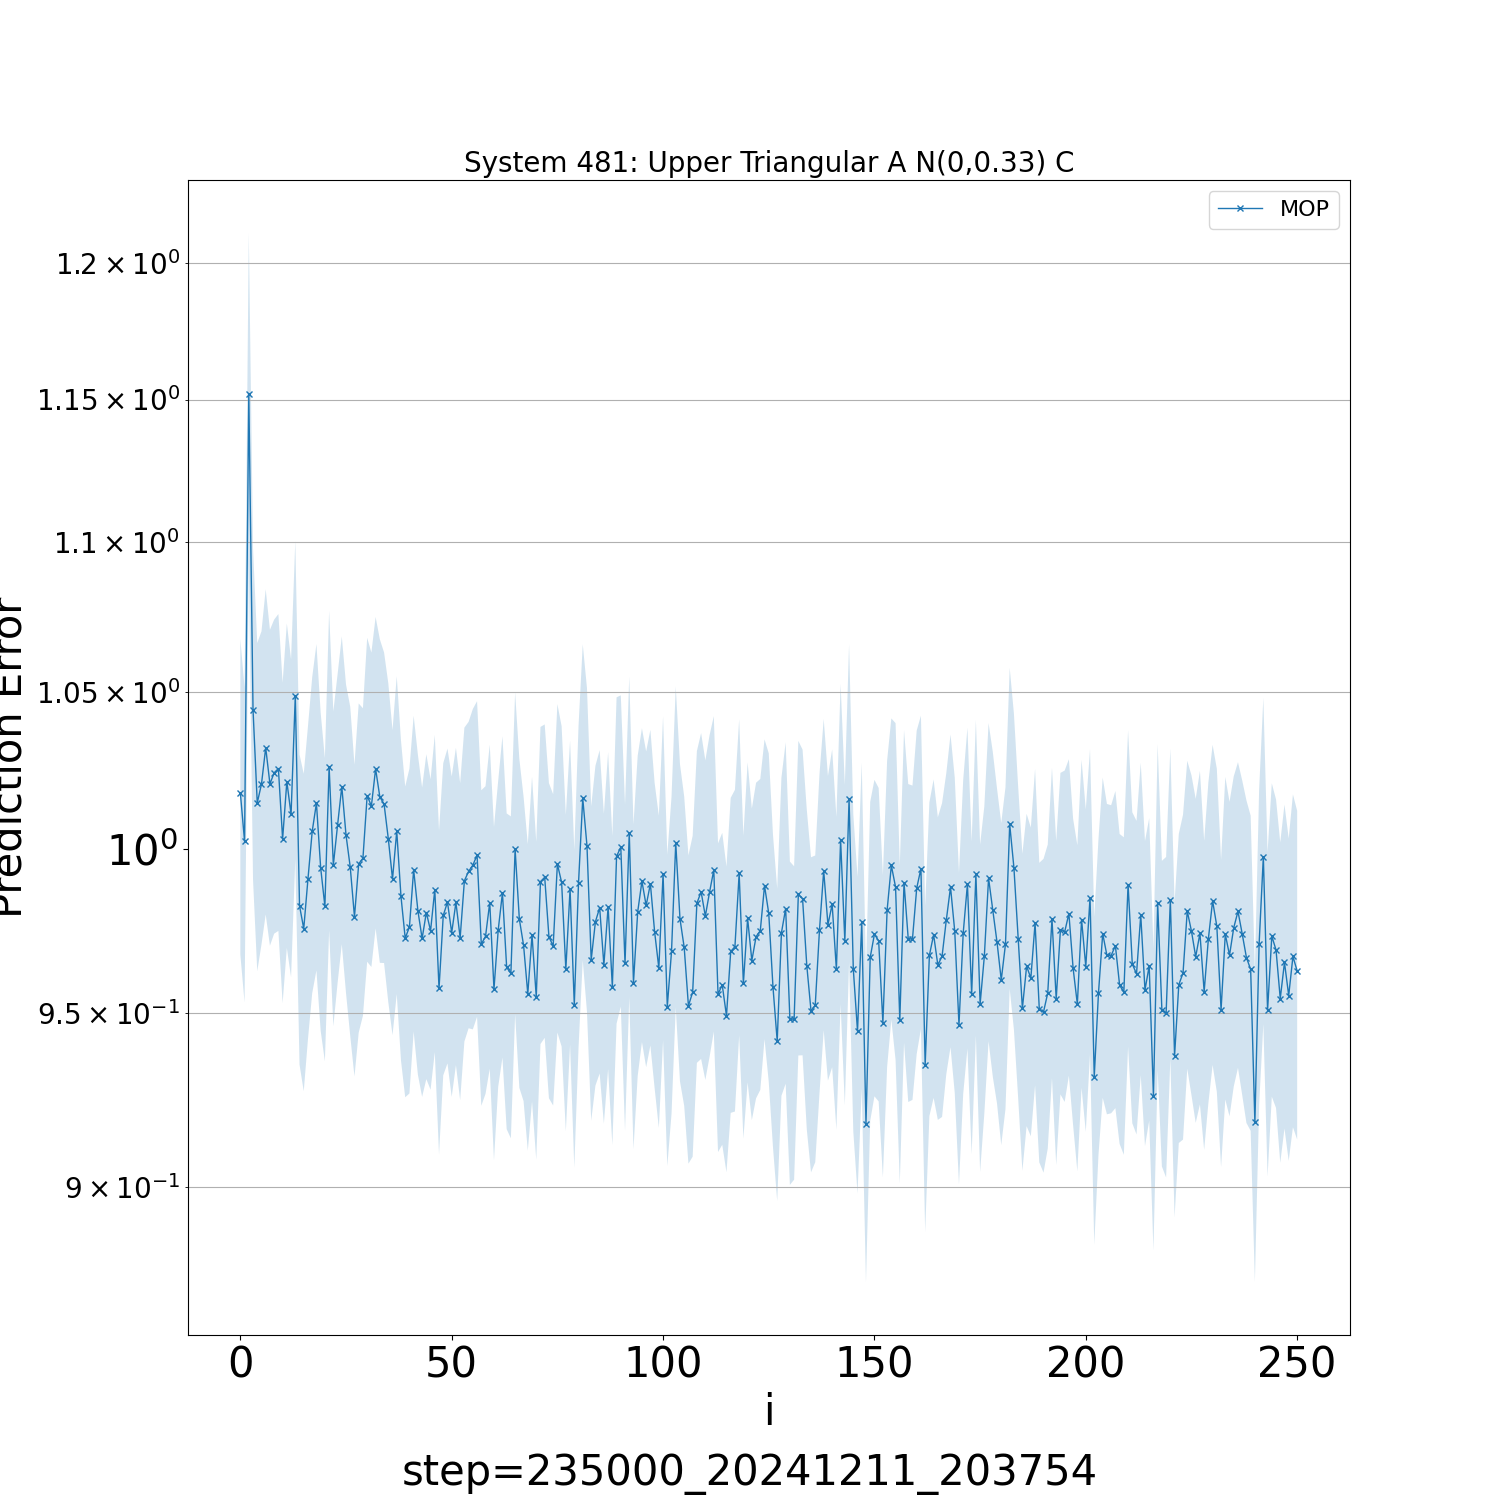 System 481: Upper Triangular A N(0,0.33) C
MOP
1.2 × 10⁰
1.15 × 10⁰
1.1 × 10⁰
1.05 × 10⁰
10⁰
9.5 × 10⁻¹
9 × 10⁻¹
Prediction Error
0 50 100 150 200 250
i
step=235000_20241211_203754